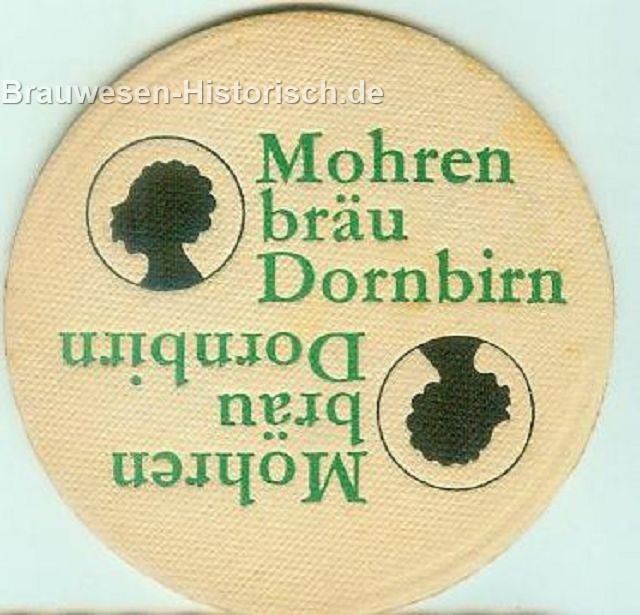 Brauwesen-Historisch.de
Mohren
bräu
Dornbirn
Mohren
bräu
Dornbirn